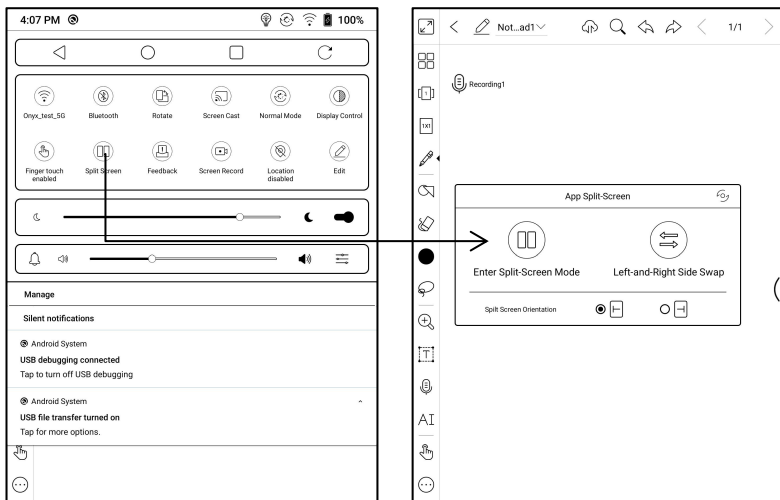 4:07 PM
100%
Onyx_test_5G
Bluetooth
Rotate
Screen Cast
Normal Mode
Display Control
Finger touch
enabled
Split Screen
Feedback
Screen Record
Location
disabled
Edit
Manage
Silent notifications
Android System
USB debugging connected
Tap to turn off USB debugging
Android System
USB file transfer turned on
Tap for more options.
Not...ad1
1/1
1
Recording1
1X1
App Split-Screen
Enter Split-Screen Mode
Left-and-Right Side Swap
Spilt Screen Orientation
T
AI